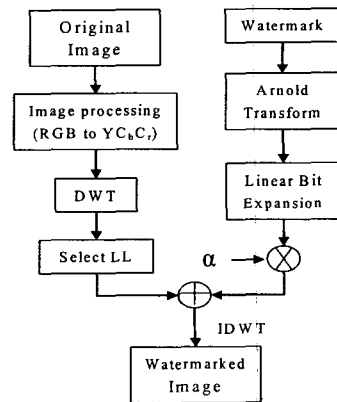 Original
Image
Image processing
(RGB to YCbCr)
DWT
Select LL
Watermark
Arnold
Transform
Linear Bit
Expansion
α
IDWT
Watermarked
Image